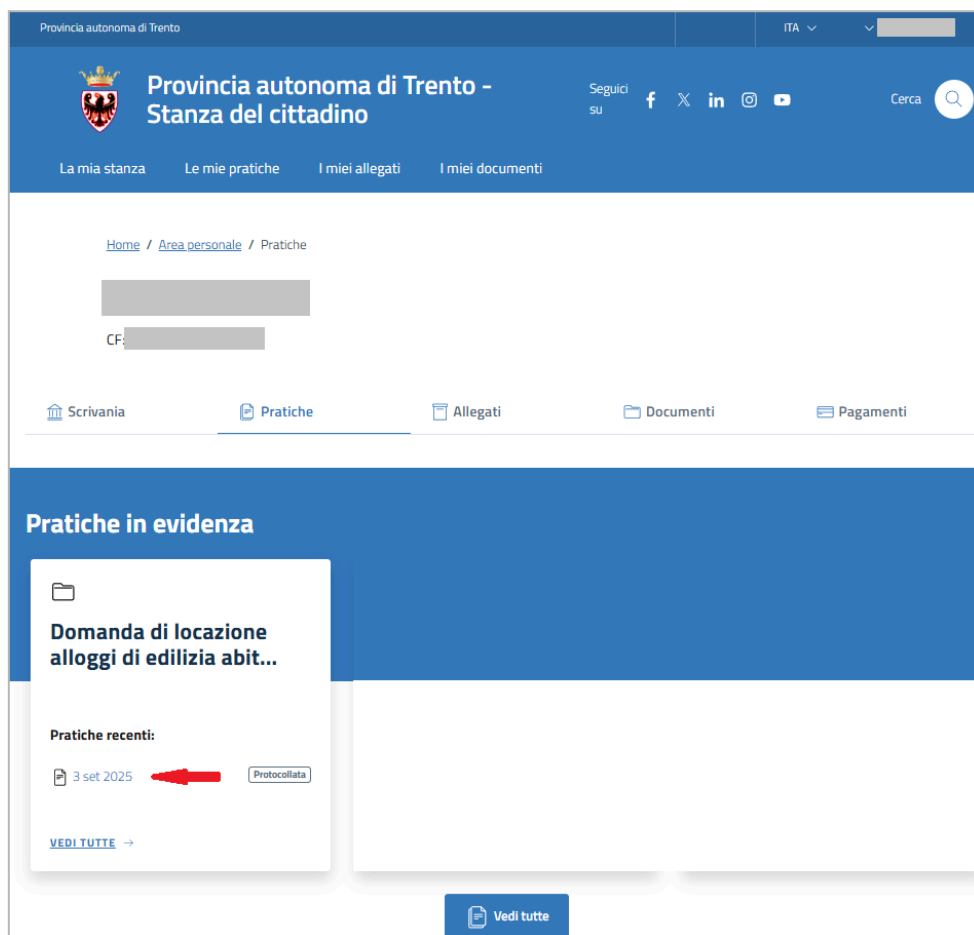 Provincia autonoma di Trento
ITA
Provincia autonoma di Trento -
Stanza del cittadino
Seguici
su
Cerca
La mia stanza Le mie pratiche I miei allegati I miei documenti
Home / Area personale / Pratiche
CF:
Scrivania Pratiche Allegati Documenti Pagamenti
Pratiche in evidenza
Domanda di locazione
alloggi di edilizia abit...
Pratiche recenti:
3 set 2025 Protocollata
VEDI TUTTE →
Vedi tutte